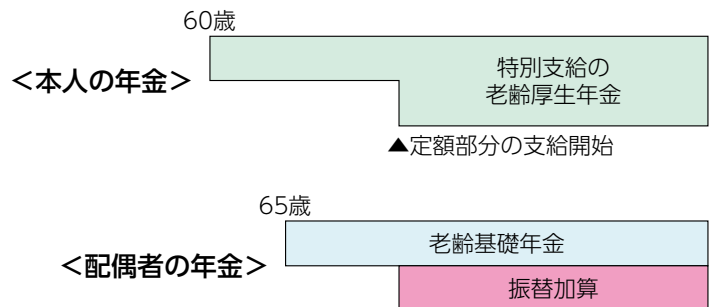 60歳
<本人の年金>
特別支給の
老齢厚生年金
▲定額部分の支給開始
65歳
<配偶者の年金>
老齢基礎年金
振替加算